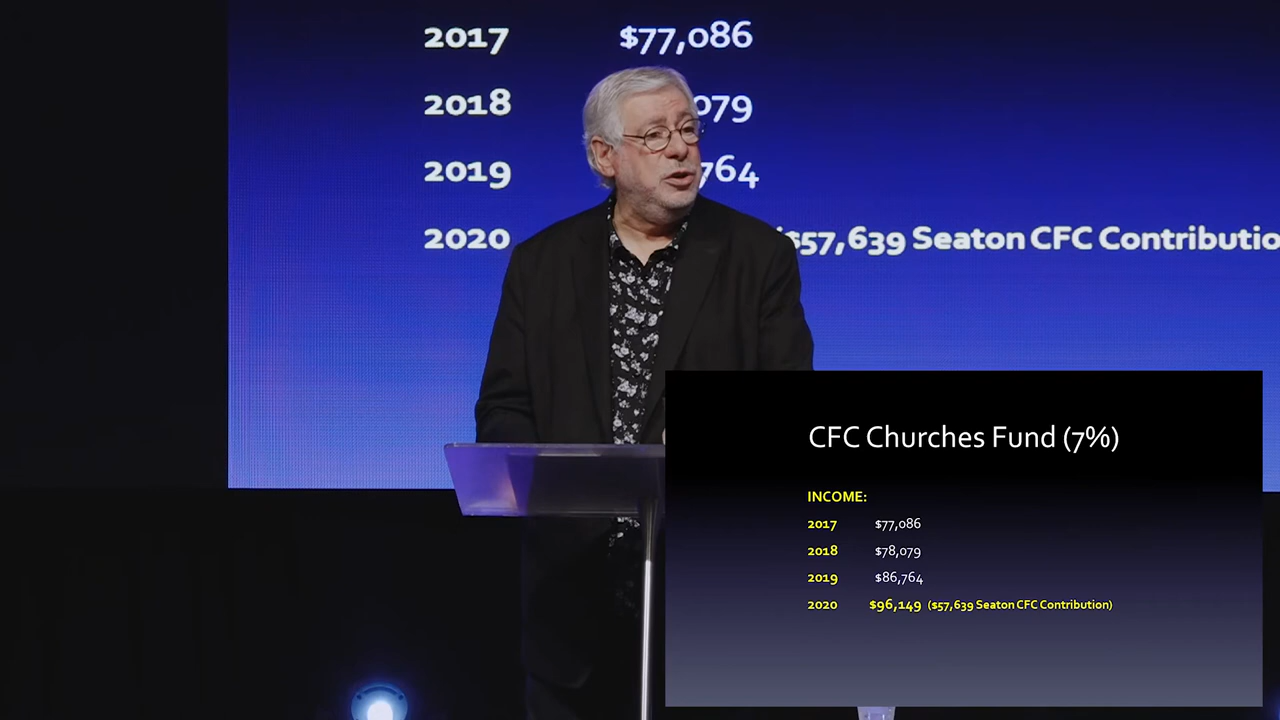 2017 $77,086
2018 079
2019 ,764
2020 ($57,639 Seaton CFC Contributio
CFC Churches Fund (7%)
INCOME:
2017 $77,086
2018 $78,079
2019 $86,764
2020 $96,149 ($57,639 Seaton CFC Contribution)